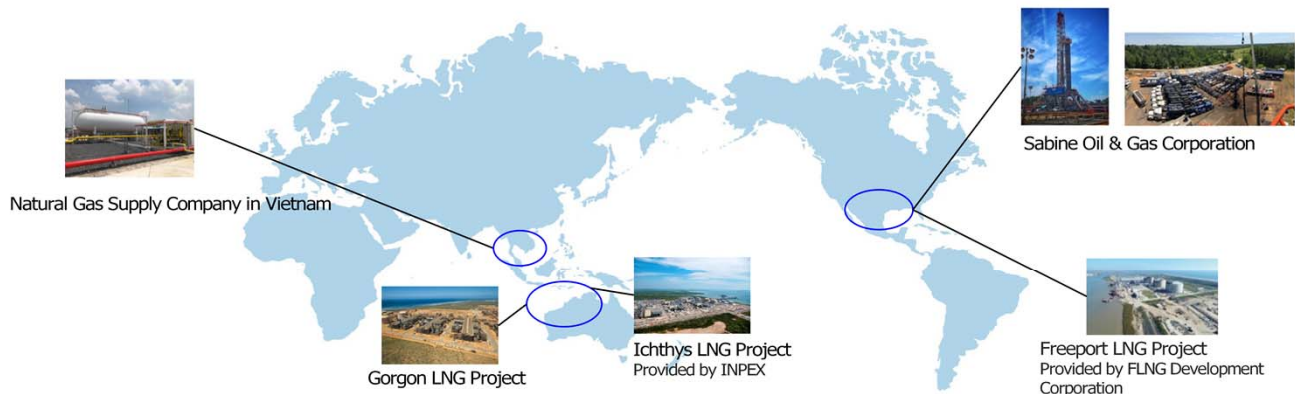 Sabine Oil & Gas Corporation
Natural Gas Supply Company in Vietnam
Gorgon LNG Project
Ichthys LNG Project
Provided by INPEX
Freeport LNG Project
Provided by FLNG Development
Corporation